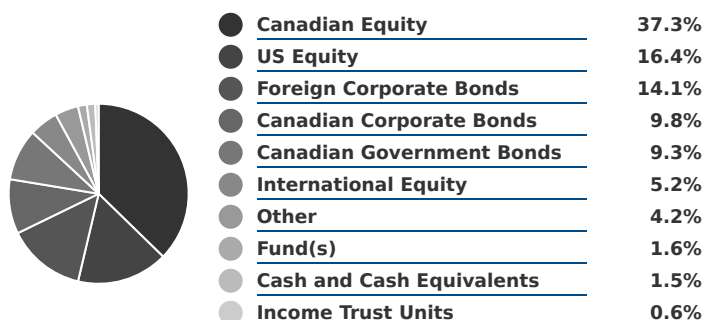 Canadian Equity 37.3%
US Equity 16.4%
Foreign Corporate Bonds 14.1%
Canadian Corporate Bonds 9.8%
Canadian Government Bonds 9.3%
International Equity 5.2%
Other 4.2%
Fund(s) 1.6%
Cash and Cash Equivalents 1.5%
Income Trust Units 0.6%